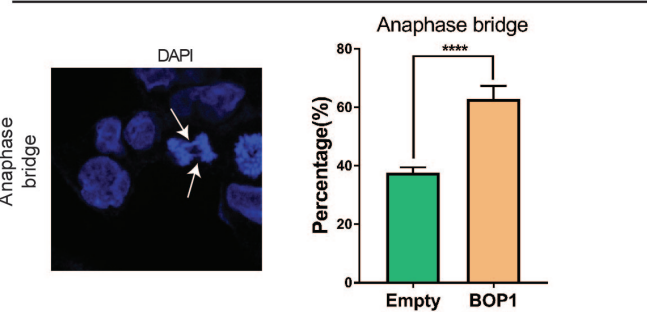 Anaphase bridge
DAPI
Anaphase
bridge
****
Percentage(%)
80
60
40
20
0
Empty
BOP1